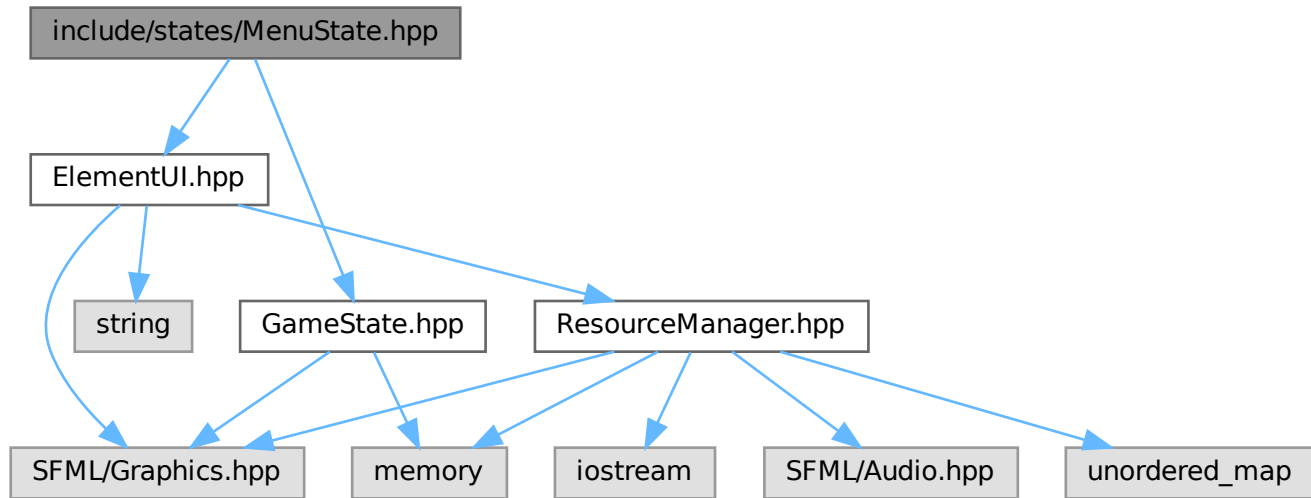 include/states/MenuState.hpp
ElementUI.hpp
string
GameState.hpp
ResourceManager.hpp
SFML/Graphics.hpp
memory
iostream
SFML/Audio.hpp
unordered_map